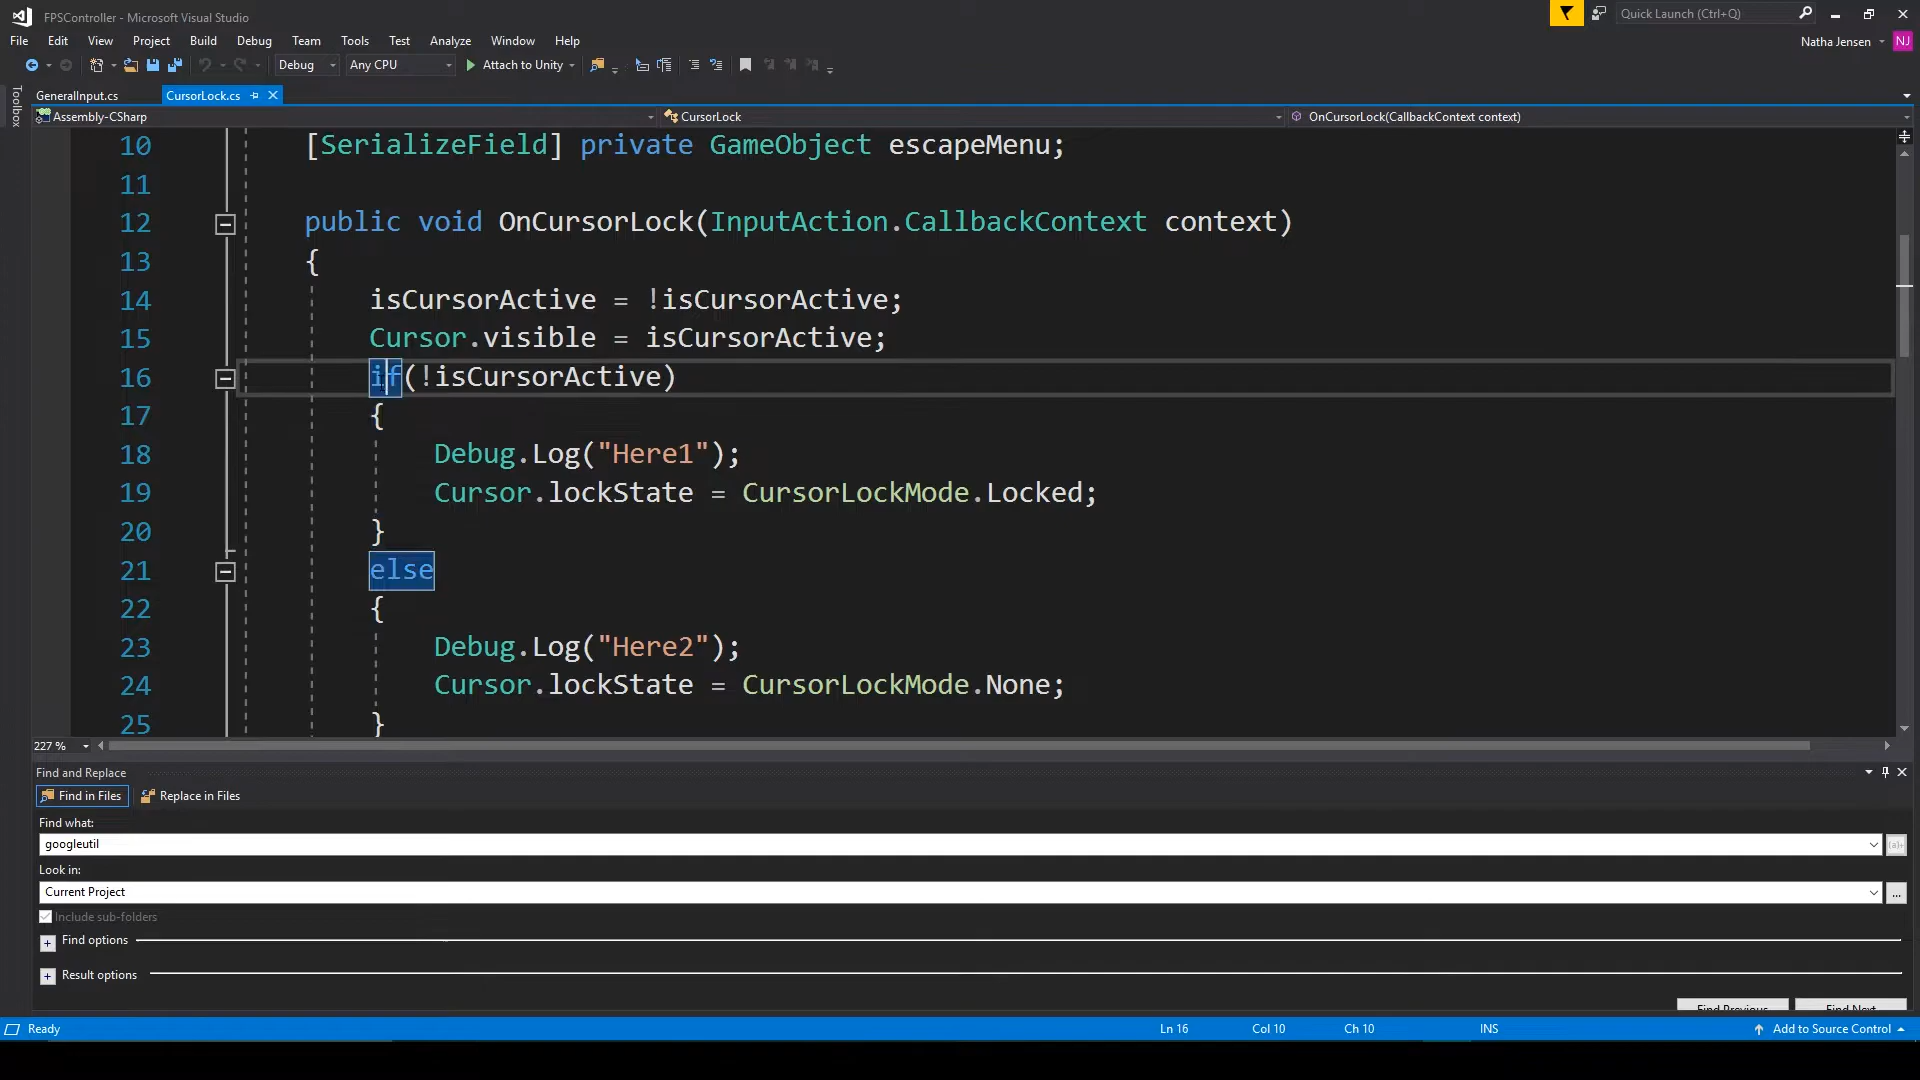 FPSController - Microsoft Visual Studio
Quick Launch (Ctrl+Q)
File Edit View Project Build Debug Team Tools Test Analyze Window Help
Natha Jensen NJ
Debug Any CPU Attach to Unity
Toolbox
GeneralInput.cs CursorLock.cs
Assembly-CSharp CursorLock OnCursorLock(CallbackContext context)
10 [SerializeField] private GameObject escapeMenu;
11
12 public void OnCursorLock(InputAction.CallbackContext context)
13 {
14 isCursorActive = !isCursorActive;
15 Cursor.visible = isCursorActive;
16 if(!isCursorActive)
17 {
18 Debug.Log("Here1");
19 Cursor.lockState = CursorLockMode.Locked;
20 }
21 else
22 {
23 Debug.Log("Here2");
24 Cursor.lockState = CursorLockMode.None;
25 }
227 %
Find and Replace
Find in Files Replace in Files
Find what:
googleutil
Look in:
Current Project
...
Include sub-folders
Find options
Result options
Find Previous Find Next
Ready Ln 16 Col 10 Ch 10 INS Add to Source Control